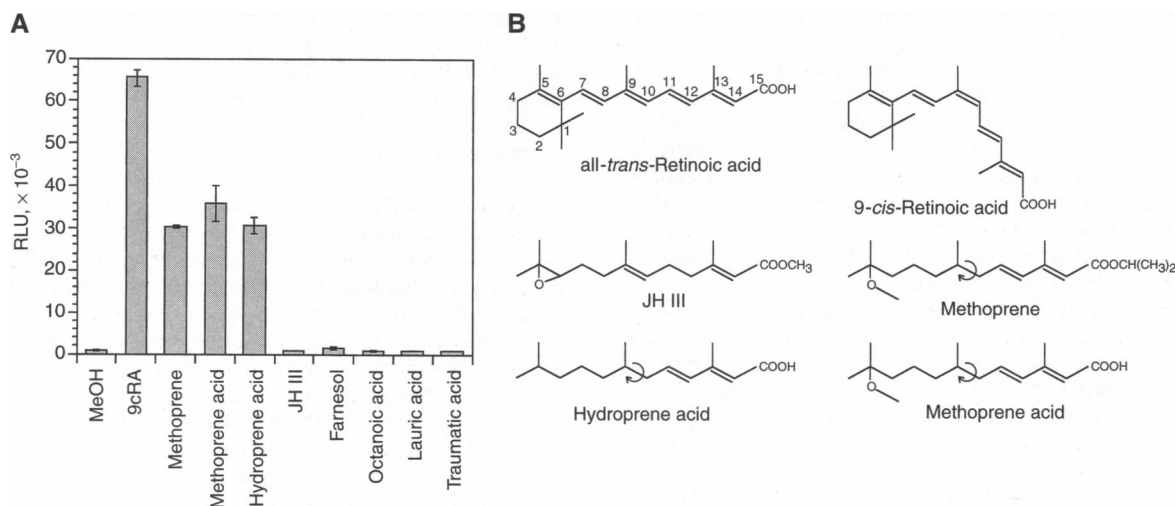 A
RLU, × 10⁻³
70
60
50
40
30
20
10
0
MeOH
9cRA
Methoprene
Methoprene acid
Hydroprene acid
JH III
Farnesol
Octanoic acid
Lauric acid
Traumatic acid
B
4
5
3
2
6
1
7
8
9
10
11
12
13
14
15
COOH
all-trans-Retinoic acid
COOH
9-cis-Retinoic acid
O
COOCH3
JH III
O
COOCH(CH3)2
Methoprene
COOH
Hydroprene acid
O
COOH
Methoprene acid